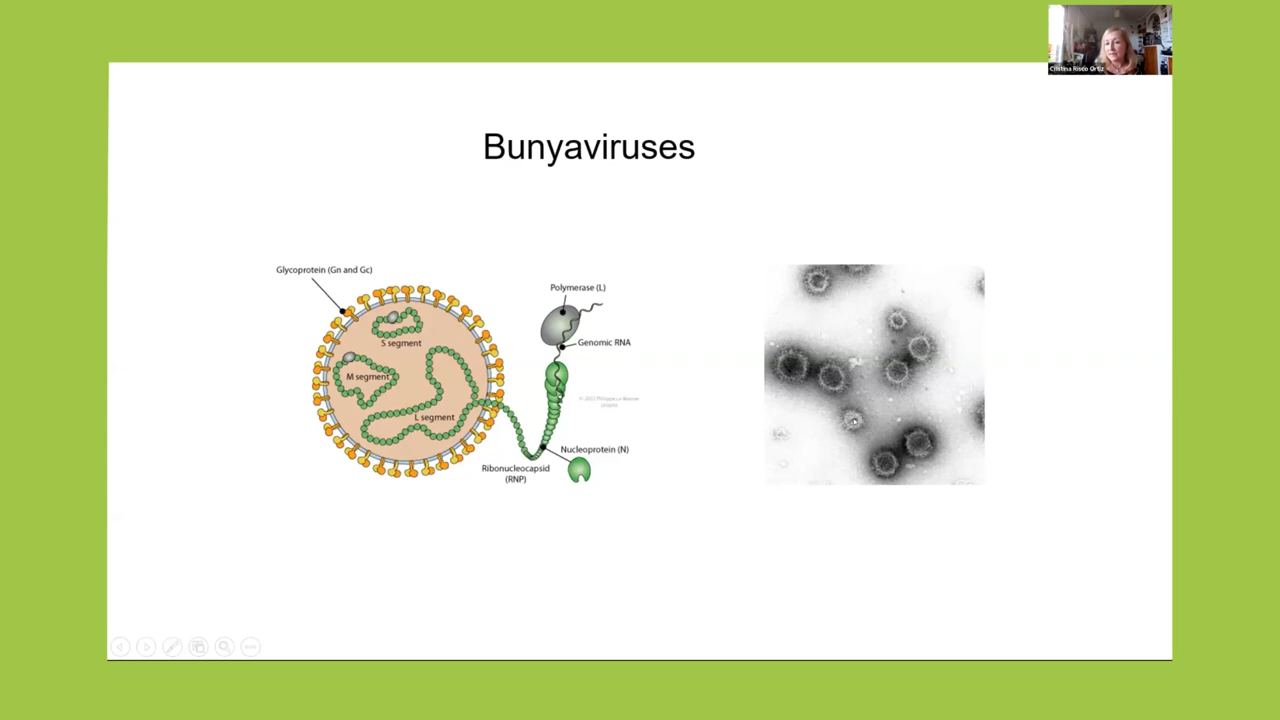 Cristina Risco Ortiz
Bunyaviruses
Glycoprotein (Gn and Gc)
Polymerase (L)
S segment
Genomic RNA
M segment
L segment
Nucleoprotein (N)
Ribonucleocapsid
(RNP)